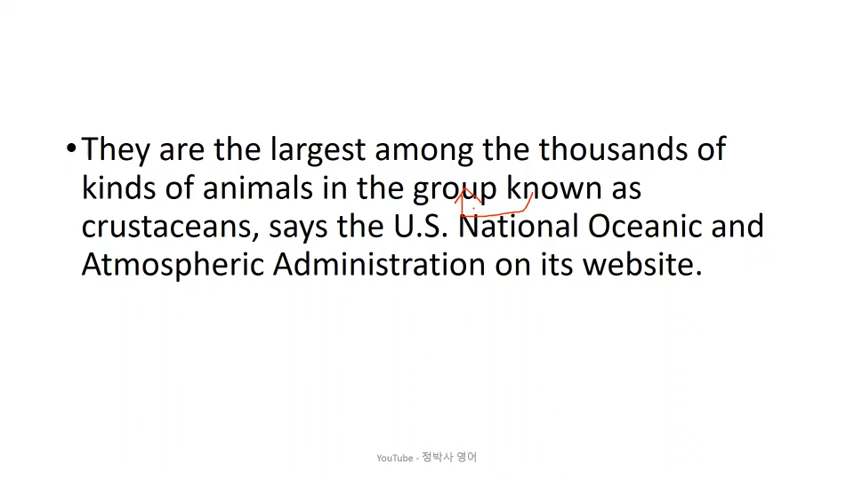 •They are the largest among the thousands of
kinds of animals in the group known as
crustaceans, says the U.S. National Oceanic and
Atmospheric Administration on its website.
YouTube - 정박사 영어